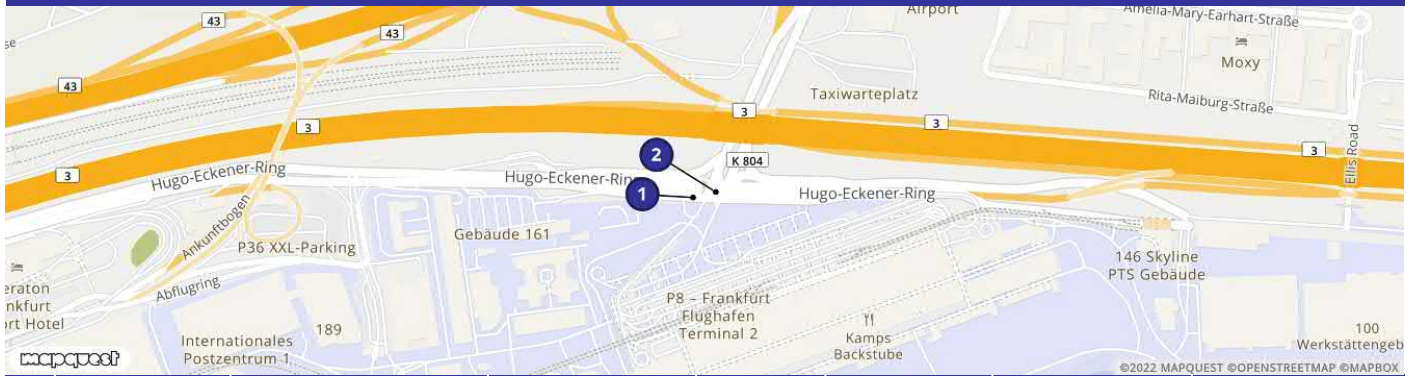 43
Airport
Amelia-Mary-Earhart-Straße
43
se
43
Moxy
Taxiwarteplatz
Rita-Maiburg-Straße
3
3
3
3
Ellis Road
2
K 804
3
Hugo-Eckener-Ring
Hugo-Eckener-Ring
1
Hugo-Eckener-Ring
Ankunftbogen
Gebäude 161
P36 XXL-Parking
146 Skyline
PTS Gebäude
eraton
nkfurt
rt Hotel
Abflugring
P8 – Frankfurt
Flughafen
Terminal 2
189
Internationales
Postzentrum 1
Kamps
Backstube
100
Werkstättengeb
mapquest
©2022 MAPQUEST ©OPENSTREETMAP ©MAPBOX